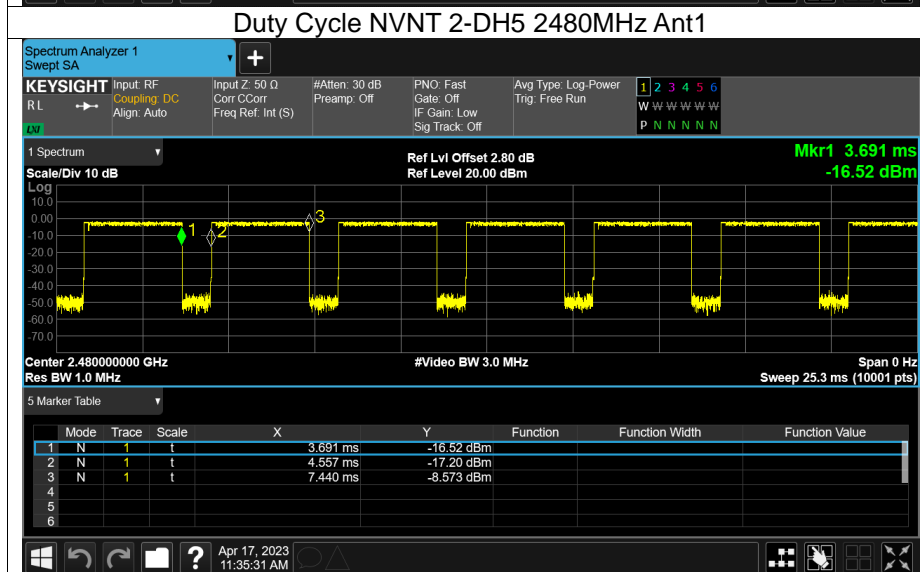 Duty Cycle NVNT 2-DH5 2480MHz Ant1
Spectrum Analyzer 1
Swept SA
+
KEYSIGHT Input: RF Input Z: 50 Ω #Atten: 30 dB PNO: Fast Avg Type: Log-Power 1 2 3 4 5 6
RL Coupling: DC Corr CCorr Preamp: Off Gate: Off Trig: Free Run W W W W W W
Align: Auto Freq Ref: Int (S) IF Gain: Low
LXI Sig Track: Off P N N N N N
1 Spectrum Ref Lvl Offset 2.80 dB Mkr1 3.691 ms
Scale/Div 10 dB Ref Level 20.00 dBm -16.52 dBm
Log
10.0
0.00 3
-10.0 1 2
-20.0
-30.0
-40.0
-50.0
-60.0
-70.0
Center 2.480000000 GHz #Video BW 3.0 MHz Span 0 Hz
Res BW 1.0 MHz Sweep 25.3 ms (10001 pts)
5 Marker Table
Mode Trace Scale X Y Function Function Width Function Value
1 N 1 t 3.691 ms -16.52 dBm
2 N 1 t 4.557 ms -17.20 dBm
3 N 1 t 7.440 ms -8.573 dBm
4
5
6
? Apr 17, 2023
11:35:31 AM